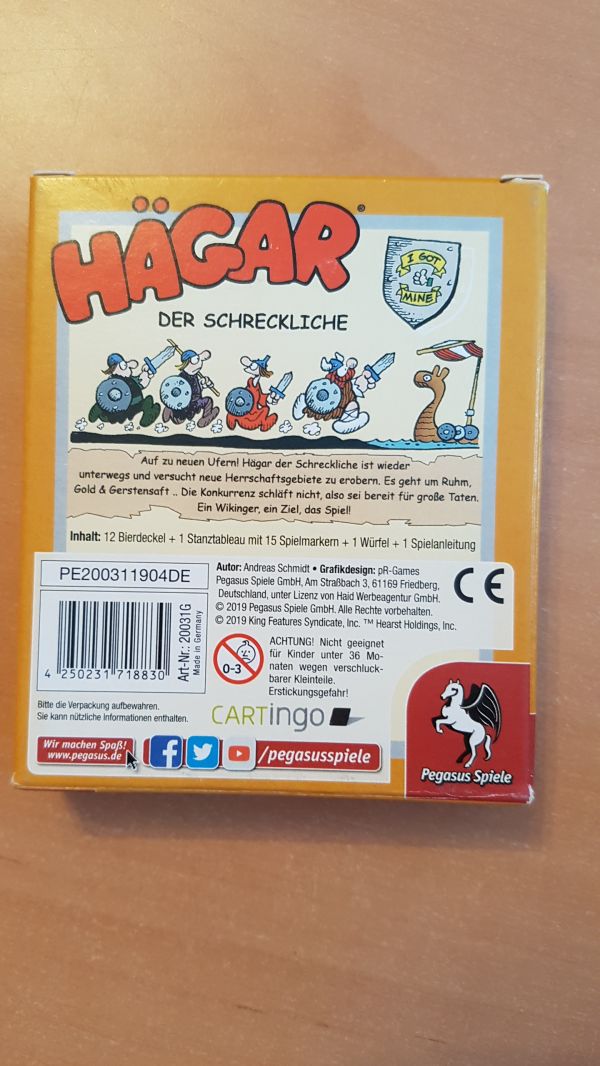 HÄGAR®
DER SCHRECKLICHE
I GOT
MINE
Auf zu neuen Ufern! Hägar der Schreckliche ist wieder
unterwegs und versucht neue Herrschaftsgebiete zu erobern. Es geht um Ruhm,
Gold & Gerstensaft .. Die Konkurrenz schläft nicht, also sei bereit für große Taten.
Ein Wikinger, ein Ziel, das Spiel!
Inhalt: 12 Bierdeckel + 1 Stanztableau mit 15 Spielmarkern + 1 Würfel + 1 Spielanleitung
PE200311904DE
4 250231 718830
Art-Nr.: 20031G
Made in Germany
Autor: Andreas Schmidt • Grafikdesign: pR-Games
Pegasus Spiele GmbH, Am Straßbach 3, 61169 Friedberg,
Deutschland, unter Lizenz von Haid Werbeagentur GmbH.
© 2019 Pegasus Spiele GmbH. Alle Rechte vorbehalten.
© 2019 King Features Syndicate, Inc. ™ Hearst Holdings, Inc.
CE
0-3
ACHTUNG! Nicht geeignet
für Kinder unter 36 Mo-
naten wegen verschluck-
barer Kleinteile.
Erstickungsgefahr!
Bitte die Verpackung aufbewahren.
Sie kann nützliche Informationen enthalten.
CARTingo
Wir machen Spaß!
www.pegasus.de
f
/pegasusspiele
Pegasus Spiele